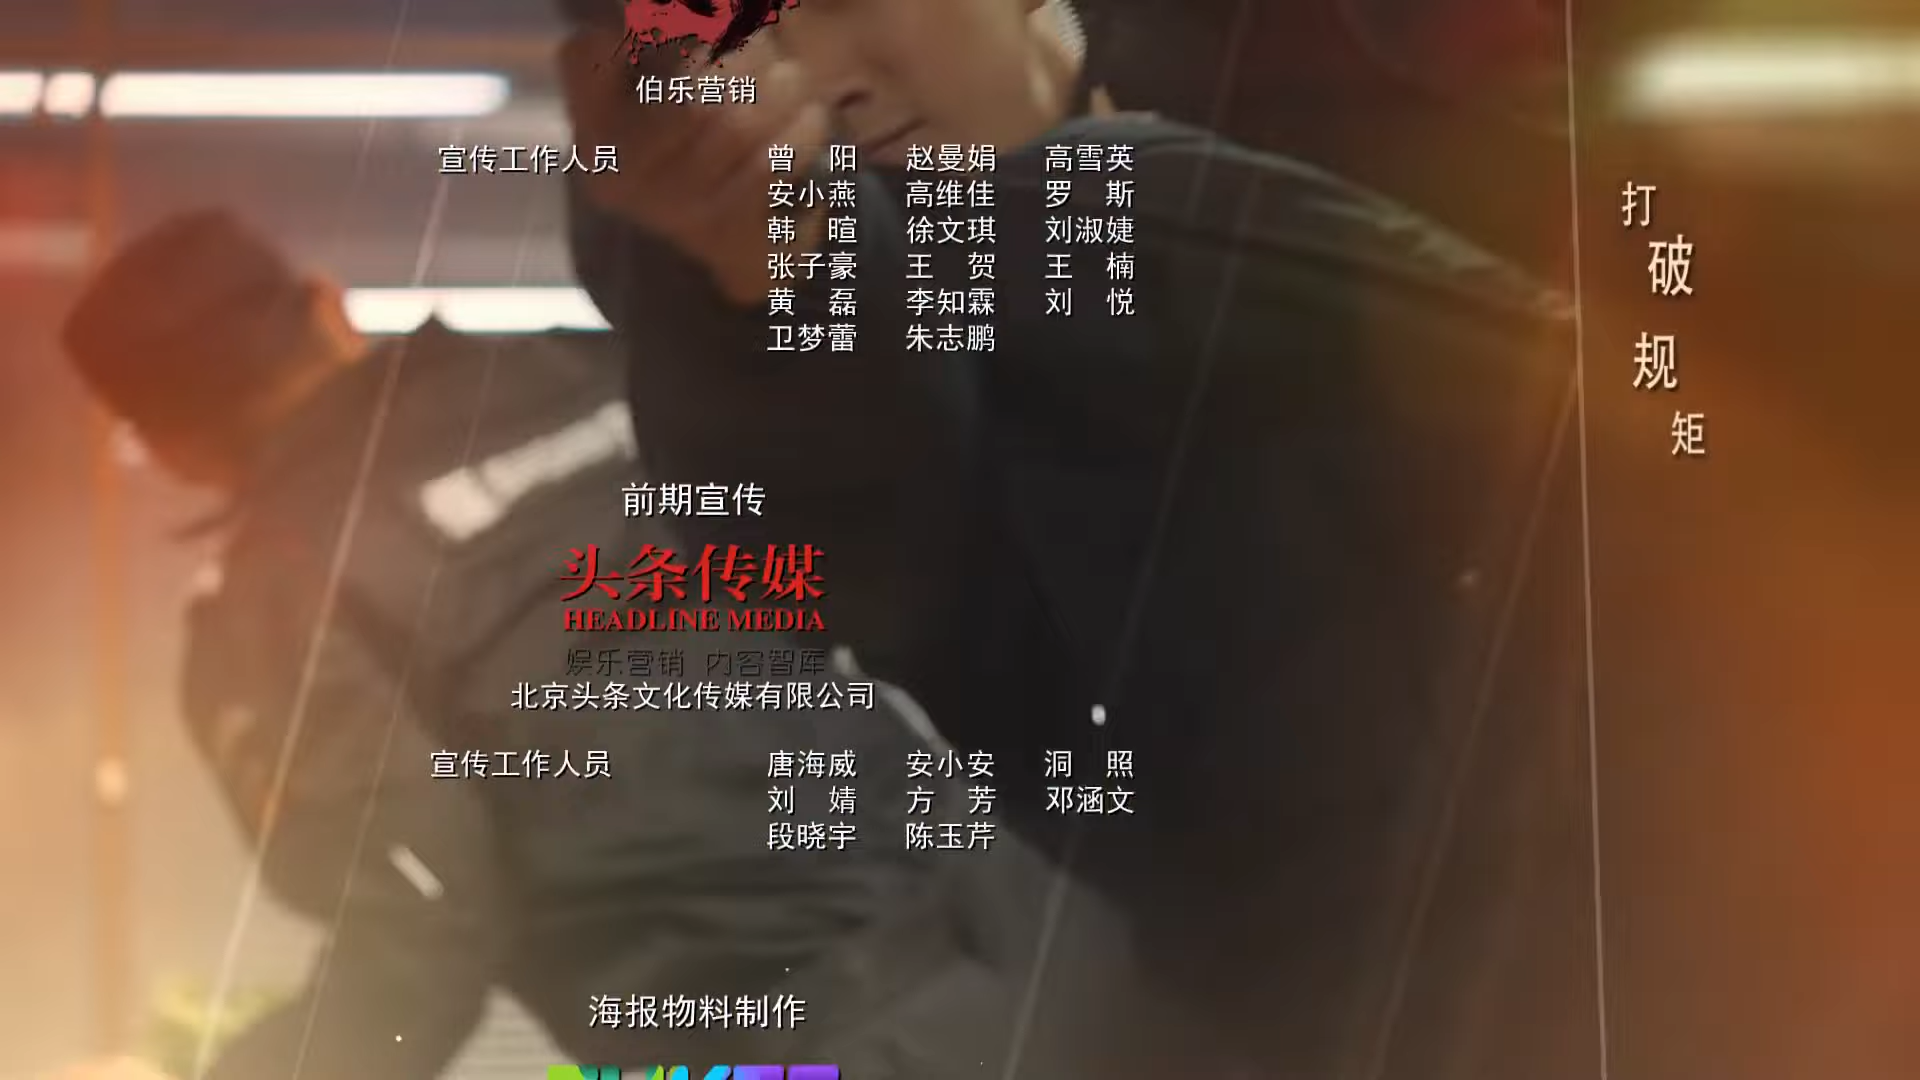 伯乐营销
宣传工作人员 曾 阳 赵曼娟 高雪英
安小燕 高维佳 罗 斯
韩 暄 徐文琪 刘淑婕
张子豪 王 贺 王 楠
黄 磊 李知霖 刘 悦
卫梦蕾 朱志鹏
前期宣传
头条传媒
HEADLINE MEDIA
娱乐营销 内容智库
北京头条文化传媒有限公司
宣传工作人员 唐海威 安小安 洞 照
刘 婧 方 芳 邓涵文
段晓宇 陈玉芹
海报物料制作
打破规矩